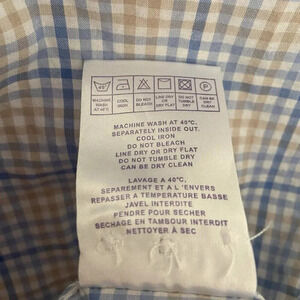 MACHINE WASH AT 40°C
COOL IRON
DO NOT BLEACH
LINE DRY OR DRY FLAT
DO NOT TUMBLE DRY
CAN BE DRY CLEAN
MACHINE WASH AT 40°C.
SEPARATELY INSIDE OUT.
COOL IRON
DO NOT BLEACH
LINE DRY OR DRY FLAT
DO NOT TUMBLE DRY
CAN BE DRY CLEAN
LAVAGE A 40°C,
SEPAREMENT ET A L'ENVERS
REPASSER A TEMPERATURE BASSE
JAVEL INTERDITE
PENDRE POUR SECHER
SECHAGE EN TAMBOUR INTERDIT
NETTOYER À SEC